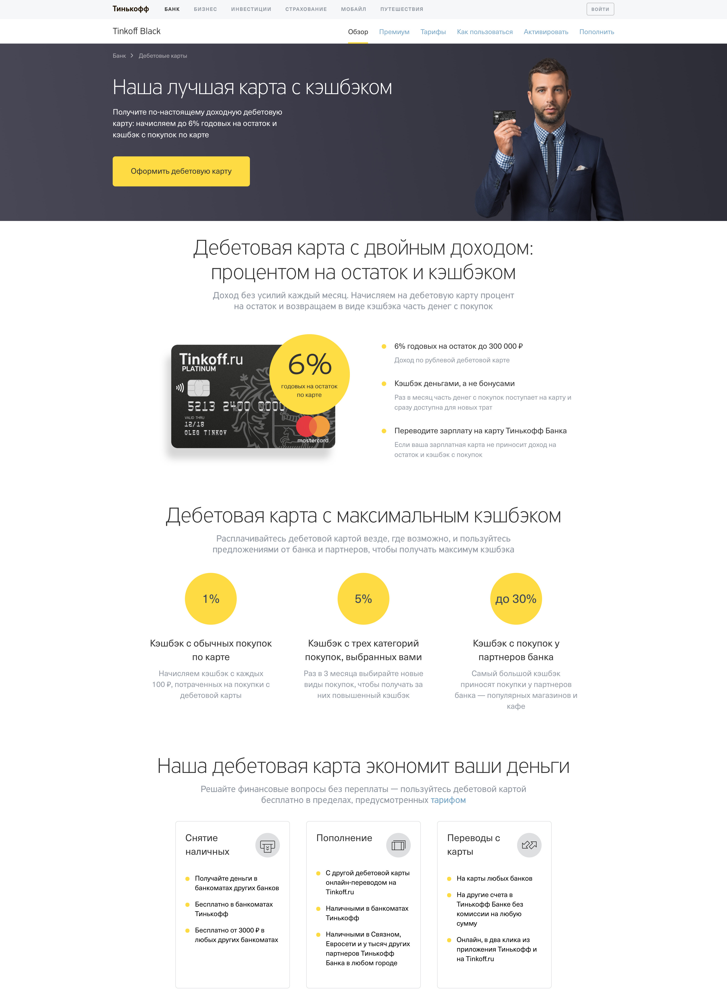 Тинькофф
БАНК
БИЗНЕС
ИНВЕСТИЦИИ
СТРАХОВАНИЕ
МОБАЙЛ
ПУТЕШЕСТВИЯ
ВОЙТИ
Tinkoff Black
Обзор
Премиум
Тарифы
Как пользоваться
Активировать
Пополнить
Банк
Дебетовые карты
Наша лучшая карта с кэшбэком
Получите по-настоящему доходную дебетовую
карту: начисляем до 6% годовых на остаток и
кэшбэк с покупок по карте
Оформить дебетовую карту
Tinkoff.ru
Дебетовая карта с двойным доходом:
процентом на остаток и кэшбэком
Доход без усилий каждый месяц. Начисляем на дебетовую карту процент
на остаток и возвращаем в виде кэшбэка часть денег с покупок
Tinkoff.ru
PLATINUM
5213 2400 0000
VALID THRU
12/18
OLEG TINKOV
mastercard
6%
годовых на остаток
по карте
6% годовых на остаток до 300 000 ₽
Доход по рублевой дебетовой карте
Кэшбэк деньгами, а не бонусами
Раз в месяц часть денег с покупок поступает на карту и
сразу доступна для новых трат
Переводите зарплату на карту Тинькофф Банка
Если ваша зарплатная карта не приносит доход на
остаток и кэшбэк с покупок
Дебетовая карта с максимальным кэшбэком
Расплачивайтесь дебетовой картой везде, где возможно, и пользуйтесь
предложениями от банка и партнеров, чтобы получать максимум кэшбэка
1%
Кэшбэк с обычных покупок
по карте
Начисляем кэшбэк с каждых
100 ₽, потраченных на покупки с
дебетовой карты
5%
Кэшбэк с трех категорий
покупок, выбранных вами
Раз в 3 месяца выбирайте новые
виды покупок, чтобы получать за
них повышенный кэшбэк
до 30%
Кэшбэк с покупок у
партнеров банка
Самый большой кэшбэк
приносят покупки у партнеров
банка — популярных магазинов и
кафе
Наша дебетовая карта экономит ваши деньги
Решайте финансовые вопросы без переплаты — пользуйтесь дебетовой картой
бесплатно в пределах, предусмотренных тарифом
Снятие
наличных
Получайте деньги в
банкоматах других банков
Бесплатно в банкоматах
Тинькофф
Бесплатно от 3000 ₽ в
любых других банкоматах
Пополнение
С другой дебетовой карты
онлайн-переводом на
Tinkoff.ru
Наличными в банкоматах
Тинькофф
Наличными в Связном,
Евросети и у тысяч других
партнеров Тинькофф
Банка в любом городе
Переводы с
карты
На карты любых банков
На другие счета в
Тинькофф Банке без
комиссии на любую
сумму
Онлайн, в два клика из
приложения Тинькофф и
на Tinkoff.ru